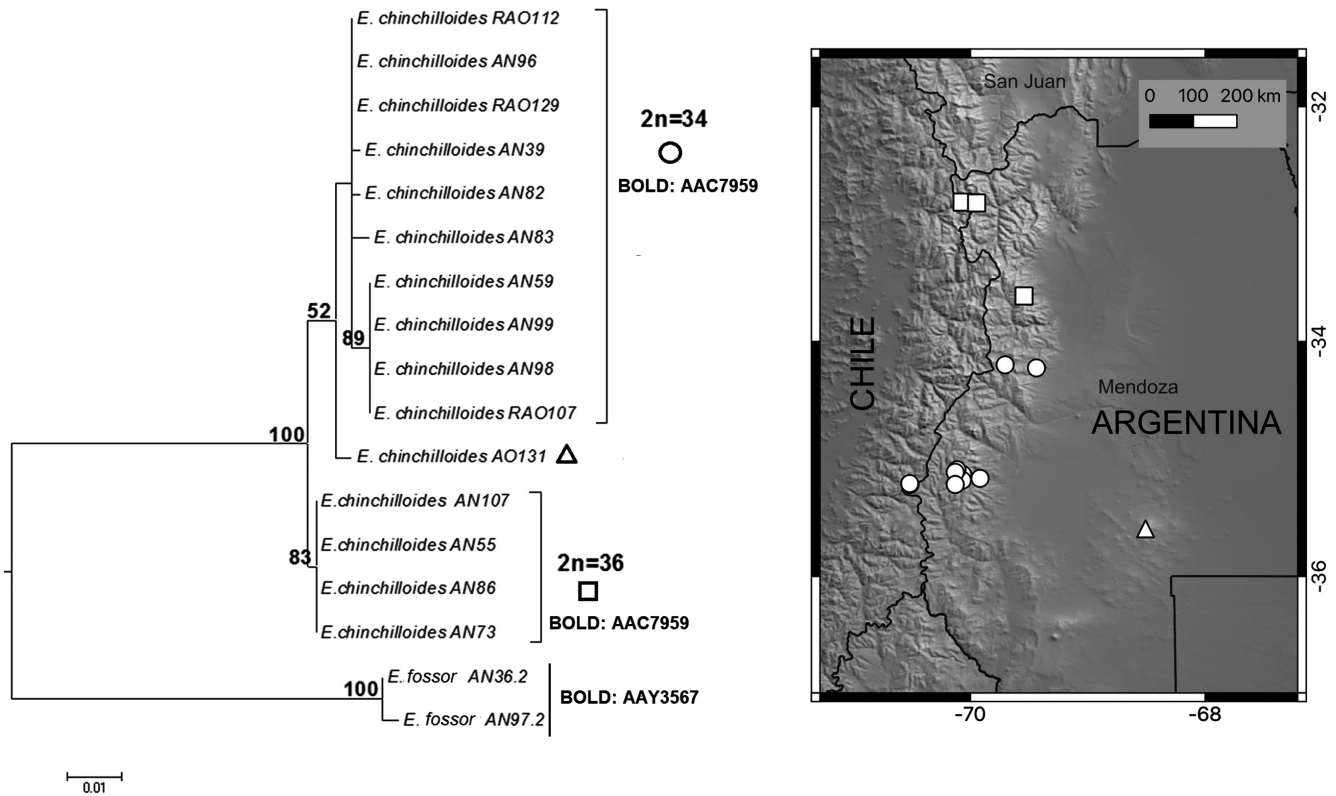 E. chinchilloides RAO112
E. chinchilloides AN96
E. chinchilloides RAO129
E. chinchilloides AN39
E. chinchilloides AN82
E. chinchilloides AN83
E. chinchilloides AN59
E. chinchilloides AN99
E. chinchilloides AN98
E. chinchilloides RAO107
E. chinchilloides AO131
E.chinchilloides AN107
E.chinchilloides AN55
E.chinchilloides AN86
E.chinchilloides AN73
E. fossor AN36.2
E. fossor AN97.2
52
89
100
83
100
0.01
2n=34
BOLD: AAC7959
2n=36
BOLD: AAC7959
BOLD: AAY3567
San Juan
0 100 200 km
CHILE
Mendoza
ARGENTINA
-32
-34
-36
-70
-68